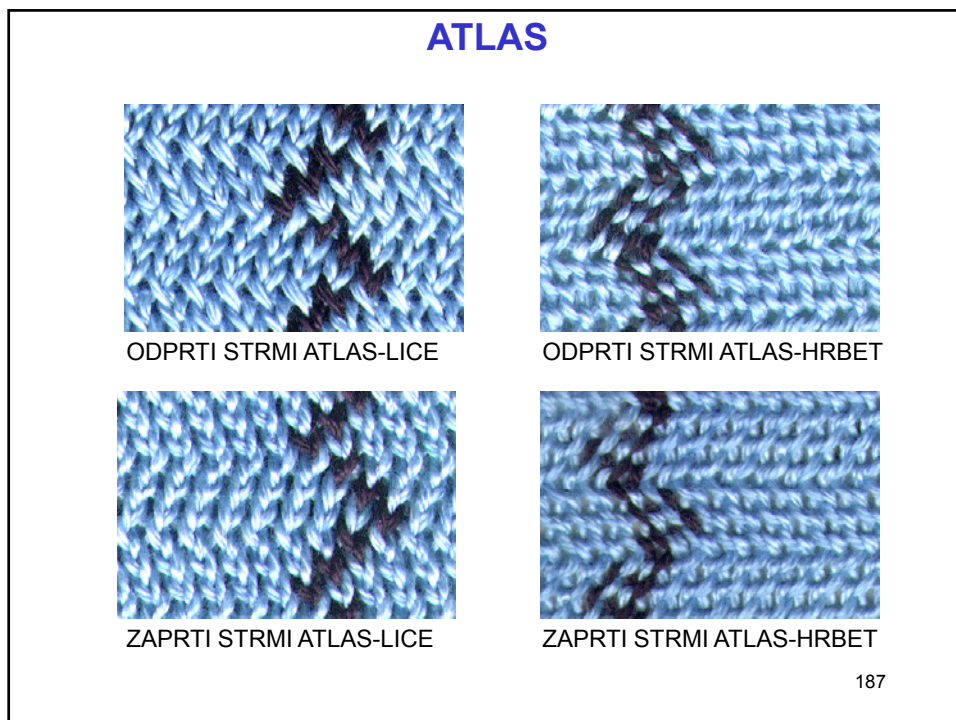 ATLAS
ODPRTI STRMI ATLAS-LICE
ODPRTI STRMI ATLAS-HRBET
ZAPRTI STRMI ATLAS-LICE
ZAPRTI STRMI ATLAS-HRBET
187